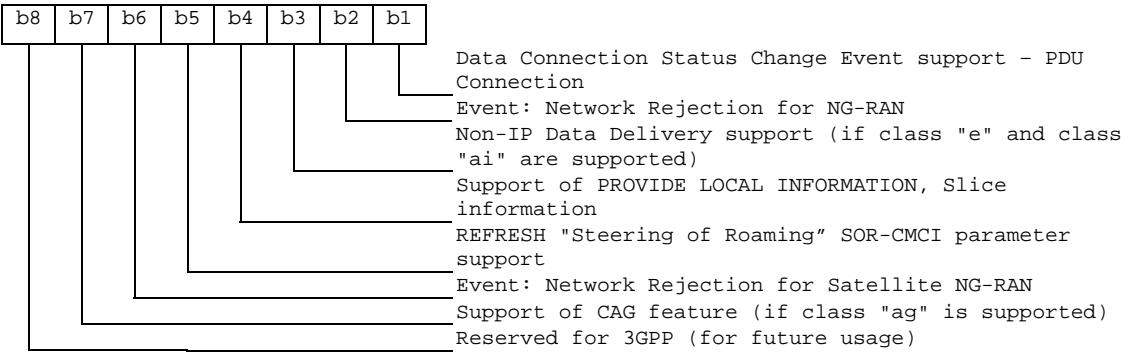 b8 b7 b6 b5 b4 b3 b2 b1
Data Connection Status Change Event support – PDU
Connection
Event: Network Rejection for NG-RAN
Non-IP Data Delivery support (if class "e" and class
"ai" are supported)
Support of PROVIDE LOCAL INFORMATION, Slice
information
REFRESH "Steering of Roaming” SOR-CMCI parameter
support
Event: Network Rejection for Satellite NG-RAN
Support of CAG feature (if class "ag" is supported)
Reserved for 3GPP (for future usage)